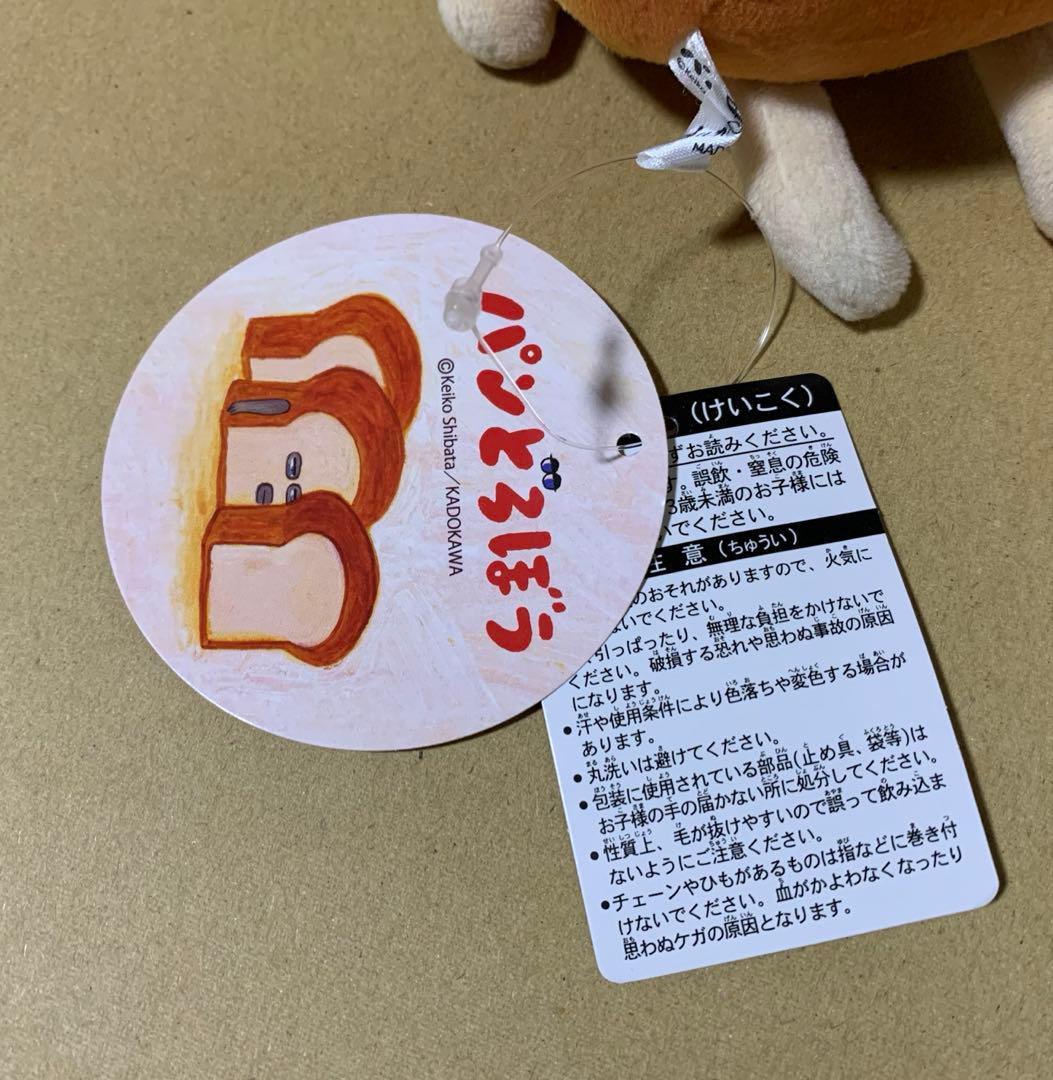 パンどろぼう
©Keiko Shibata／KADOKAWA
©Keiko
MAD
（けいこく）
ずお読みください。
。誤飲・窒息の危険
3歳未満のお子様には
いでください。
注 意（ちゅうい）
のおそれがありますので、火気に
いでください。
引っぱったり、無理な負担をかけないで
ください。破損する恐れや思わぬ事故の原因
になります。
●汗や使用条件により色落ちや変色する場合が
あります。
●丸洗いは避けてください。
●包装に使用されている部品(止め具、袋等)は
お子様の手の届かない所に処分してください。
●性質上、毛が抜けやすいので誤って飲み込ま
ないようにご注意ください。
●チェーンやひもがあるものは指などに巻き付
けないでください。血がかよわなくなったり
思わぬケガの原因となります。